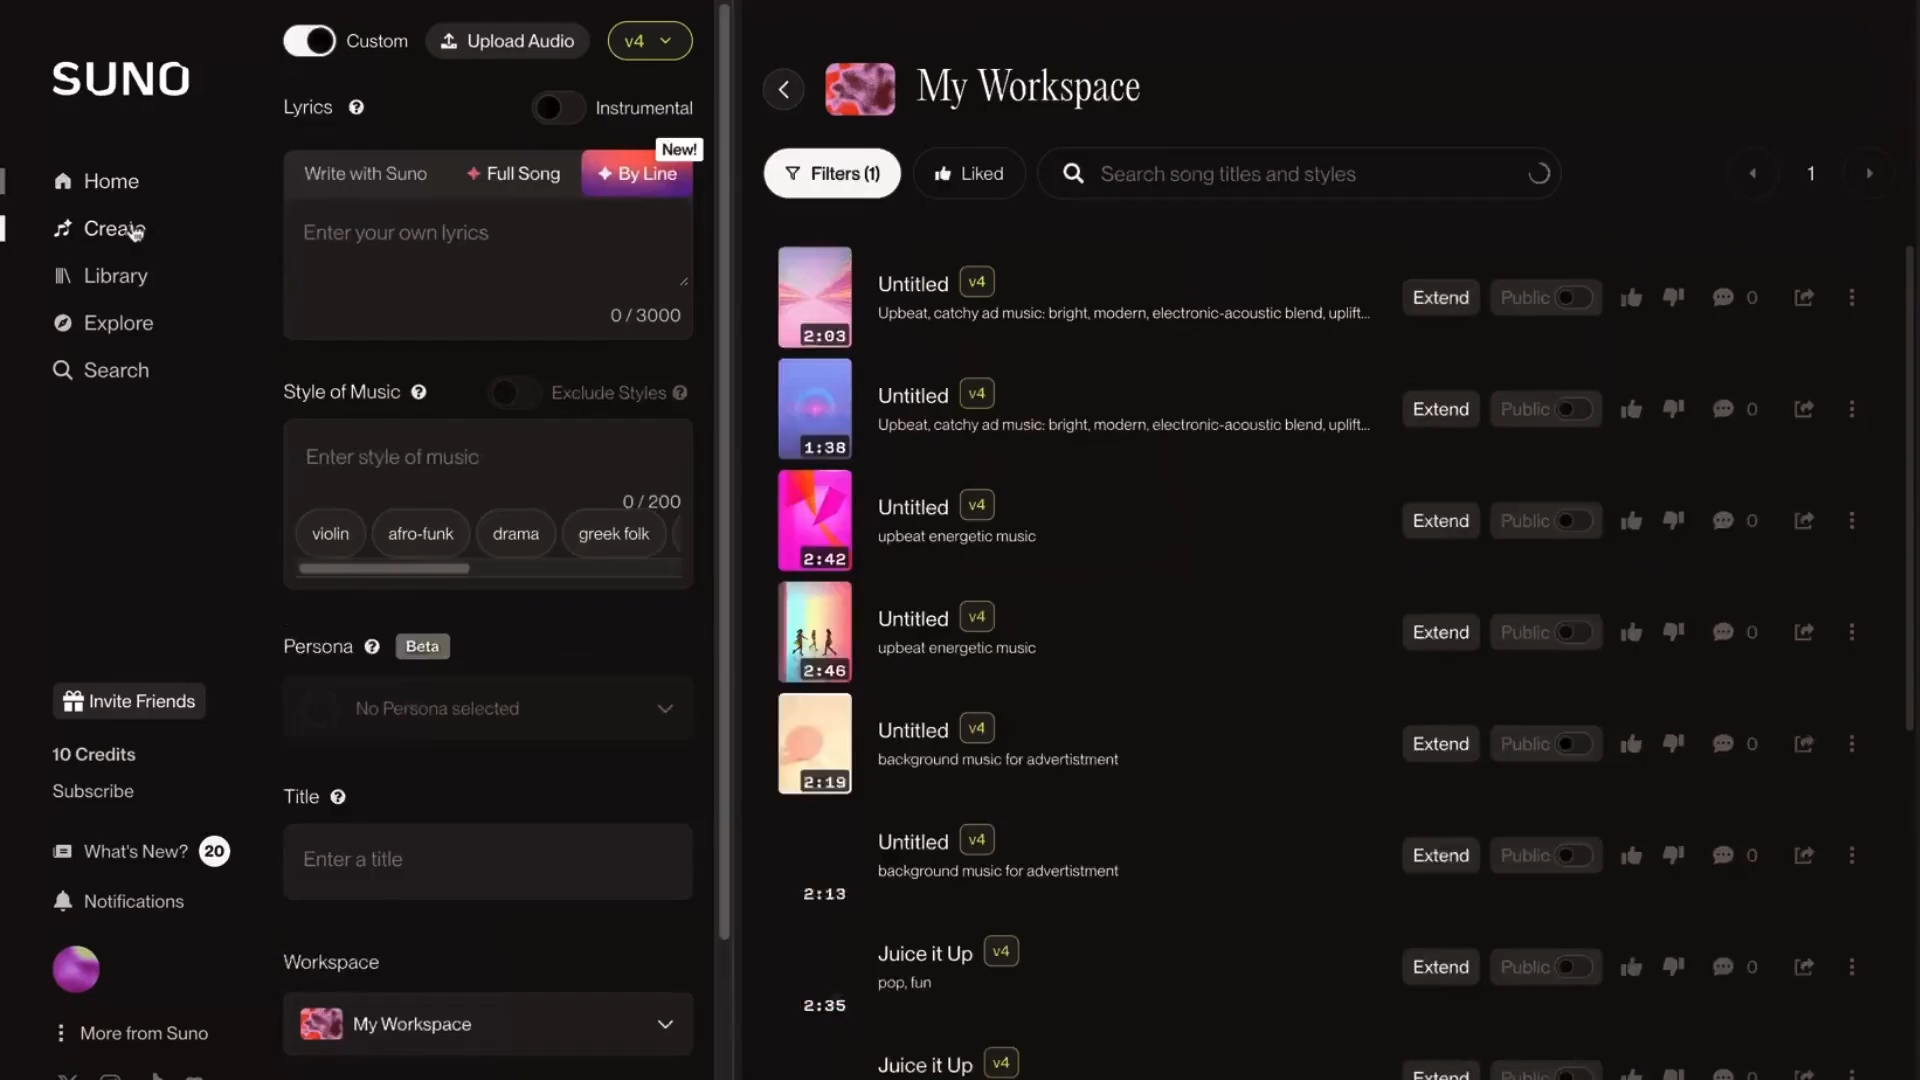 SUNO
Home
Create
Library
Explore
Search
Invite Friends
10 Credits
Subscribe
What's New? 20
Notifications
More from Suno
Custom
Upload Audio
v4
Lyrics
Instrumental
New!
Write with Suno
Full Song
By Line
Enter your own lyrics
0 / 3000
Style of Music
Exclude Styles
Enter style of music
0 / 200
violin
afro-funk
drama
greek folk
Persona
Beta
No Persona selected
Title
Enter a title
Workspace
My Workspace
My Workspace
Filters (1)
Liked
Search song titles and styles
1
Untitled v4
Upbeat, catchy ad music: bright, modern, electronic-acoustic blend, uplift...
2:03
Extend
Public
0
Untitled v4
Upbeat, catchy ad music: bright, modern, electronic-acoustic blend, uplift...
1:38
Extend
Public
0
Untitled v4
upbeat energetic music
2:42
Extend
Public
0
Untitled v4
upbeat energetic music
2:46
Extend
Public
0
Untitled v4
background music for advertistment
2:19
Extend
Public
0
Untitled v4
background music for advertistment
2:13
Extend
Public
0
Juice it Up v4
pop, fun
2:35
Extend
Public
0
Juice it Up v4
Extend
Public
0